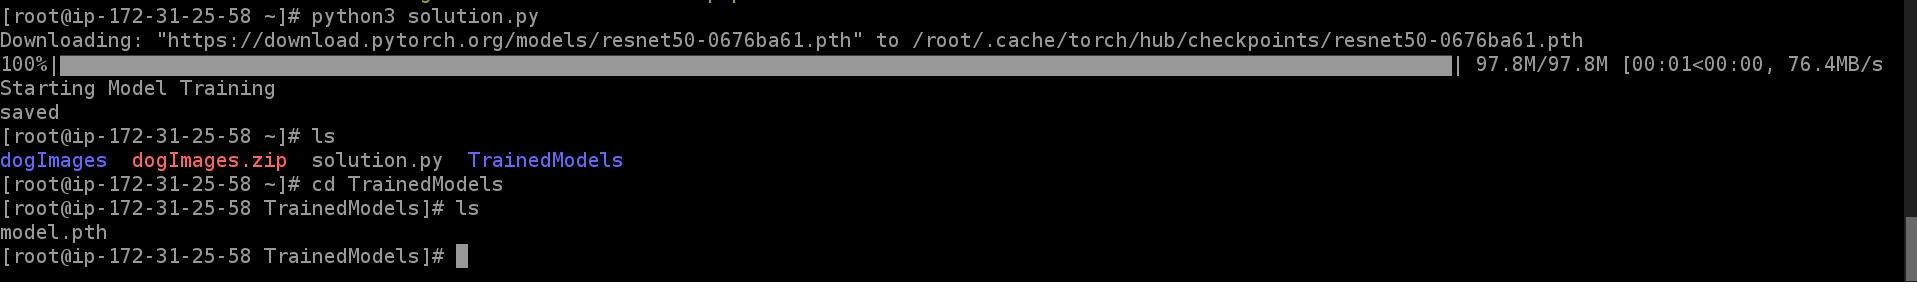 [root@ip-172-31-25-58 ~]# python3 solution.py
Downloading: "https://download.pytorch.org/models/resnet50-0676ba61.pth" to /root/.cache/torch/hub/checkpoints/resnet50-0676ba61.pth
100%| | 97.8M/97.8M [00:01<00:00, 76.4MB/s
Starting Model Training
saved
[root@ip-172-31-25-58 ~]# ls
dogImages  dogImages.zip  solution.py  TrainedModels
[root@ip-172-31-25-58 ~]# cd TrainedModels
[root@ip-172-31-25-58 TrainedModels]# ls
model.pth
[root@ip-172-31-25-58 TrainedModels]#